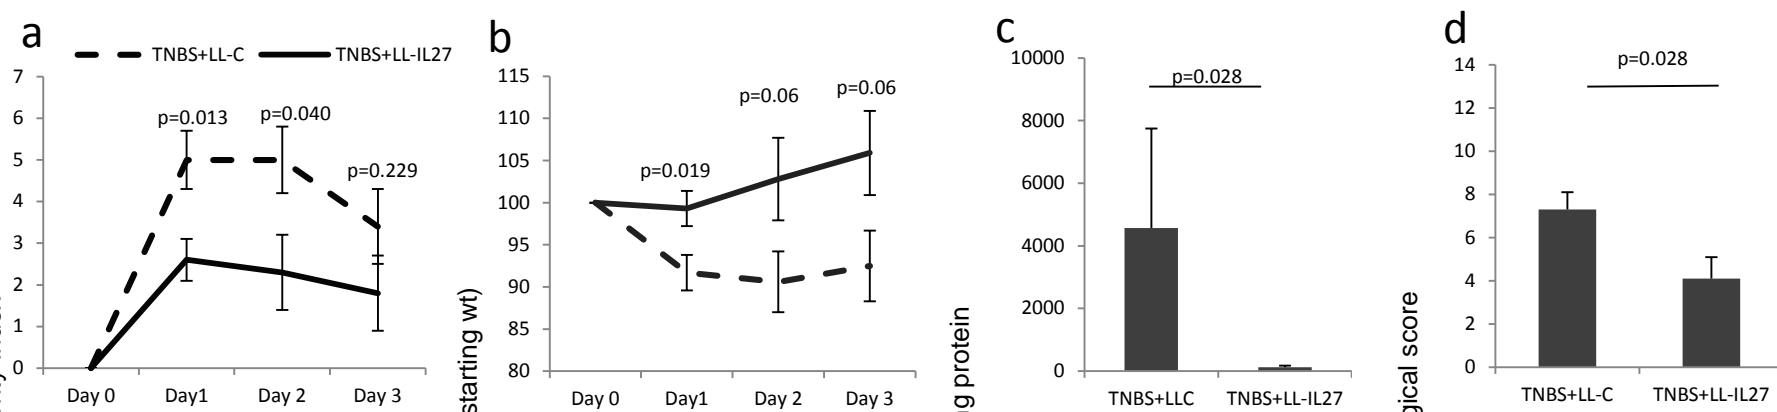 a
TNBS+LL-C
TNBS+LL-IL27
7
6
5
4
3
2
1
0
p=0.013
p=0.040
p=0.229
Day 0
Day1
Day 2
Day 3
b
115
110
105
100
95
90
85
80
starting wt)
p=0.019
p=0.06
p=0.06
Day 0
Day1
Day 2
Day 3
c
10000
8000
6000
4000
2000
0
protein
p=0.028
TNBS+LLC
TNBS+LL-IL27
d
14
12
10
8
6
4
2
0
gical score
p=0.028
TNBS+LL-C
TNBS+LL-IL27